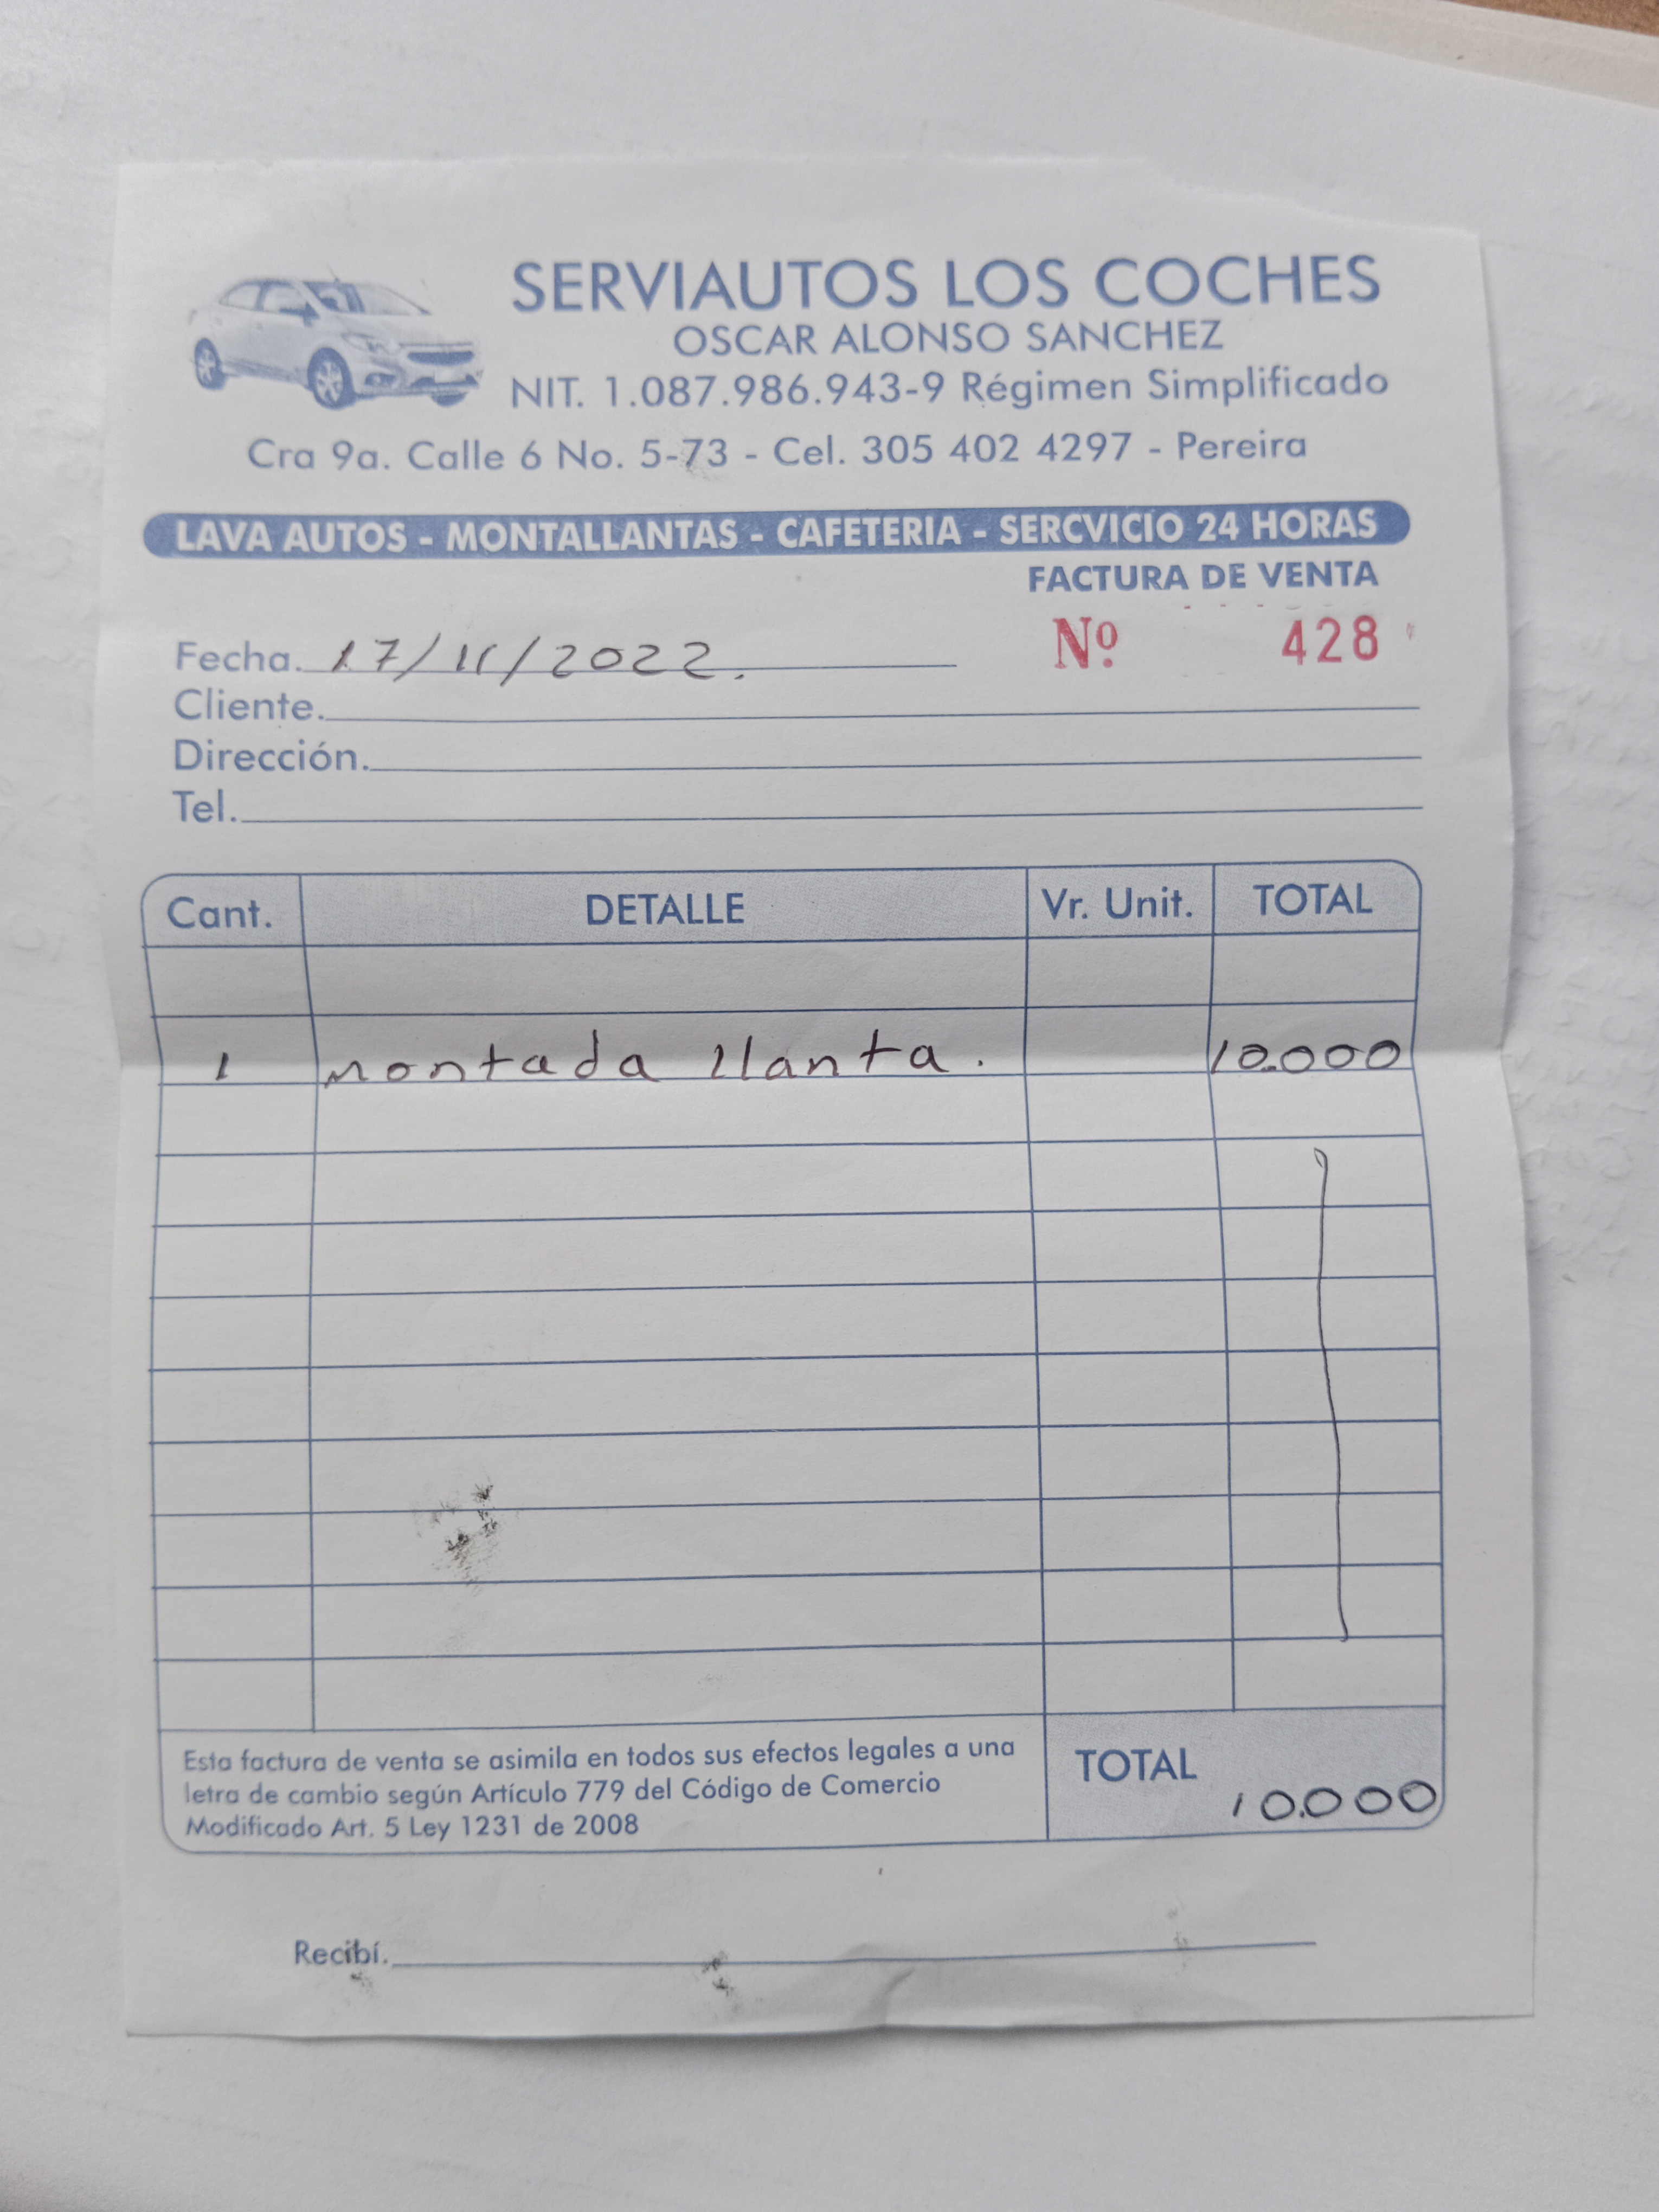 SERVIAUTOS LOS COCHES
OSCAR ALONSO SANCHEZ
NIT. 1.087.986.943-9 Régimen Simplificado
Cra 9a. Calle 6 No. 5-73 - Cel. 305 402 4297 - Pereira
LAVA AUTOS - MONTALLANTAS - CAFETERIA - SERCVICIO 24 HORAS
FACTURA DE VENTA
Fecha. 17/11/2022. Nº 428
Cliente.
Dirección.
Tel.
Cant. DETALLE Vr. Unit. TOTAL
1 montada llanta. 10.000
Esta factura de venta se asimila en todos sus efectos legales a una
letra de cambio según Artículo 779 del Código de Comercio
Modificado Art. 5 Ley 1231 de 2008
TOTAL
10.000
Recibí.